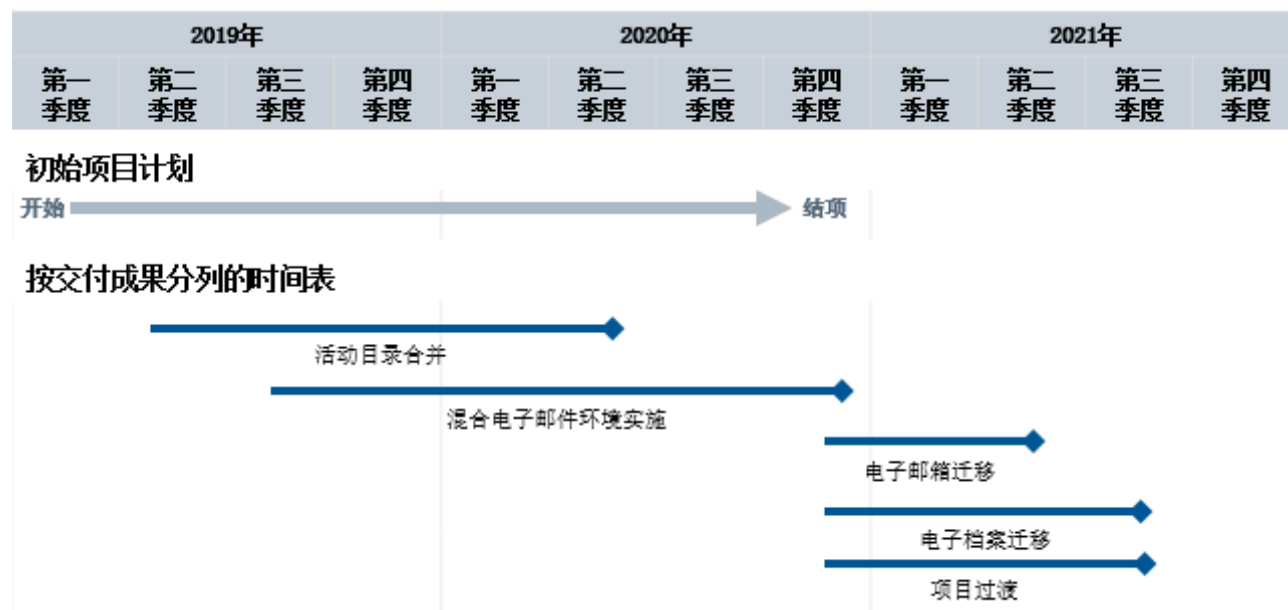 2019年 2020年 2021年
第一 第二 第三 第四 第一 第二 第三 第四 第一 第二 第三 第四
季度 季度 季度 季度 季度 季度 季度 季度 季度 季度 季度 季度
初始项目计划
开始 结项
按交付成果分列的时间表
活动目录合并
混合电子邮件环境实施
电子邮箱迁移
电子档案迁移
项目过渡